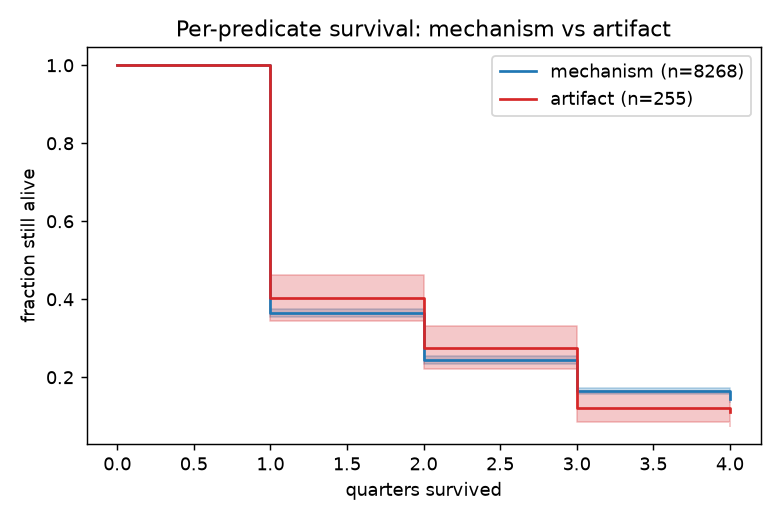 Per-predicate survival: mechanism vs artifact
mechanism (n=8268)
artifact (n=255)
fraction still alive
1.0
0.8
0.6
0.4
0.2
0.0 0.5 1.0 1.5 2.0 2.5 3.0 3.5 4.0
quarters survived